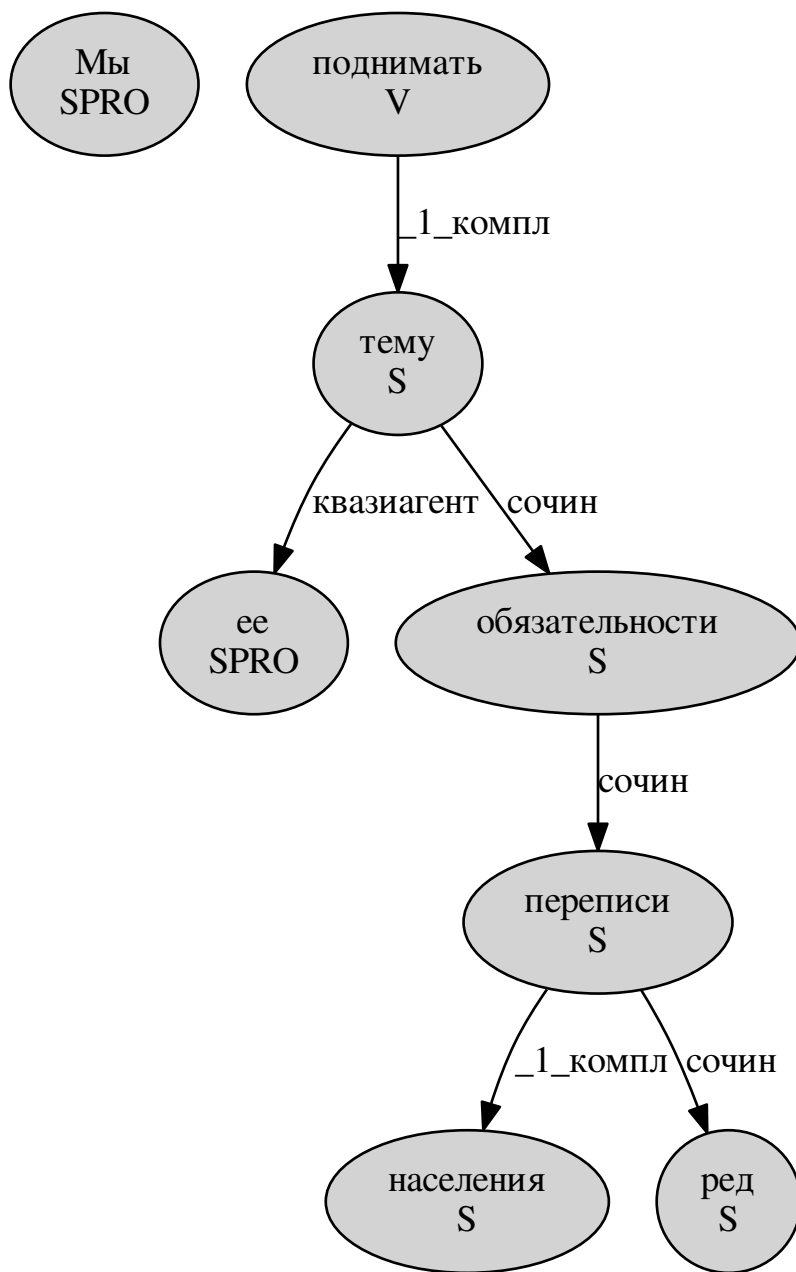 Мы
SPRO
поднимать
V
_1_компл
тему
S
квазиагент
сочин
ее
SPRO
обязательности
S
сочин
переписи
S
_1_компл
сочин
населения
S
ред
S